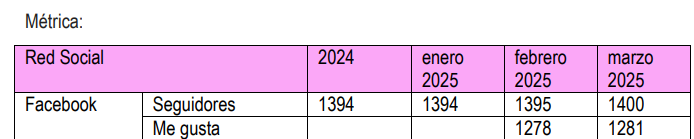 Métrica:
Red Social 2024 enero 2025 febrero 2025 marzo 2025
Facebook Seguidores 1394 1394 1395 1400
Me gusta 1278 1281